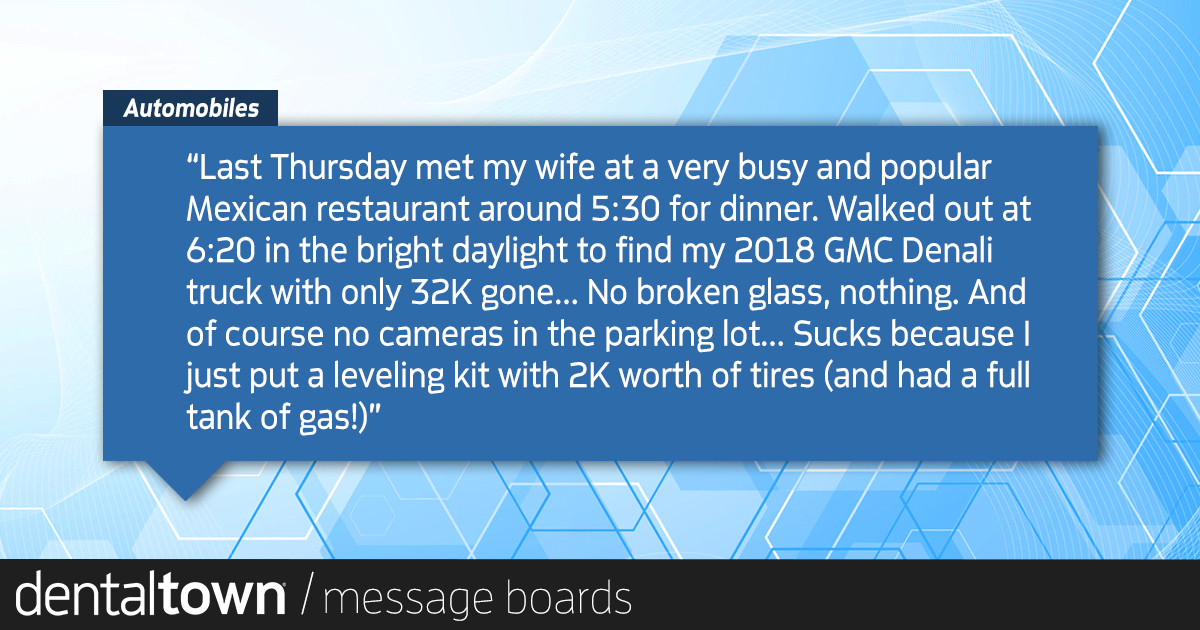 Automobiles
“Last Thursday met my wife at a very busy and popular
Mexican restaurant around 5:30 for dinner. Walked out at
6:20 in the bright daylight to find my 2018 GMC Denali
truck with only 32K gone... No broken glass, nothing. And
of course no cameras in the parking lot... Sucks because I
just put a leveling kit with 2K worth of tires (and had a full
tank of gas!)”
dentaltown / message boards